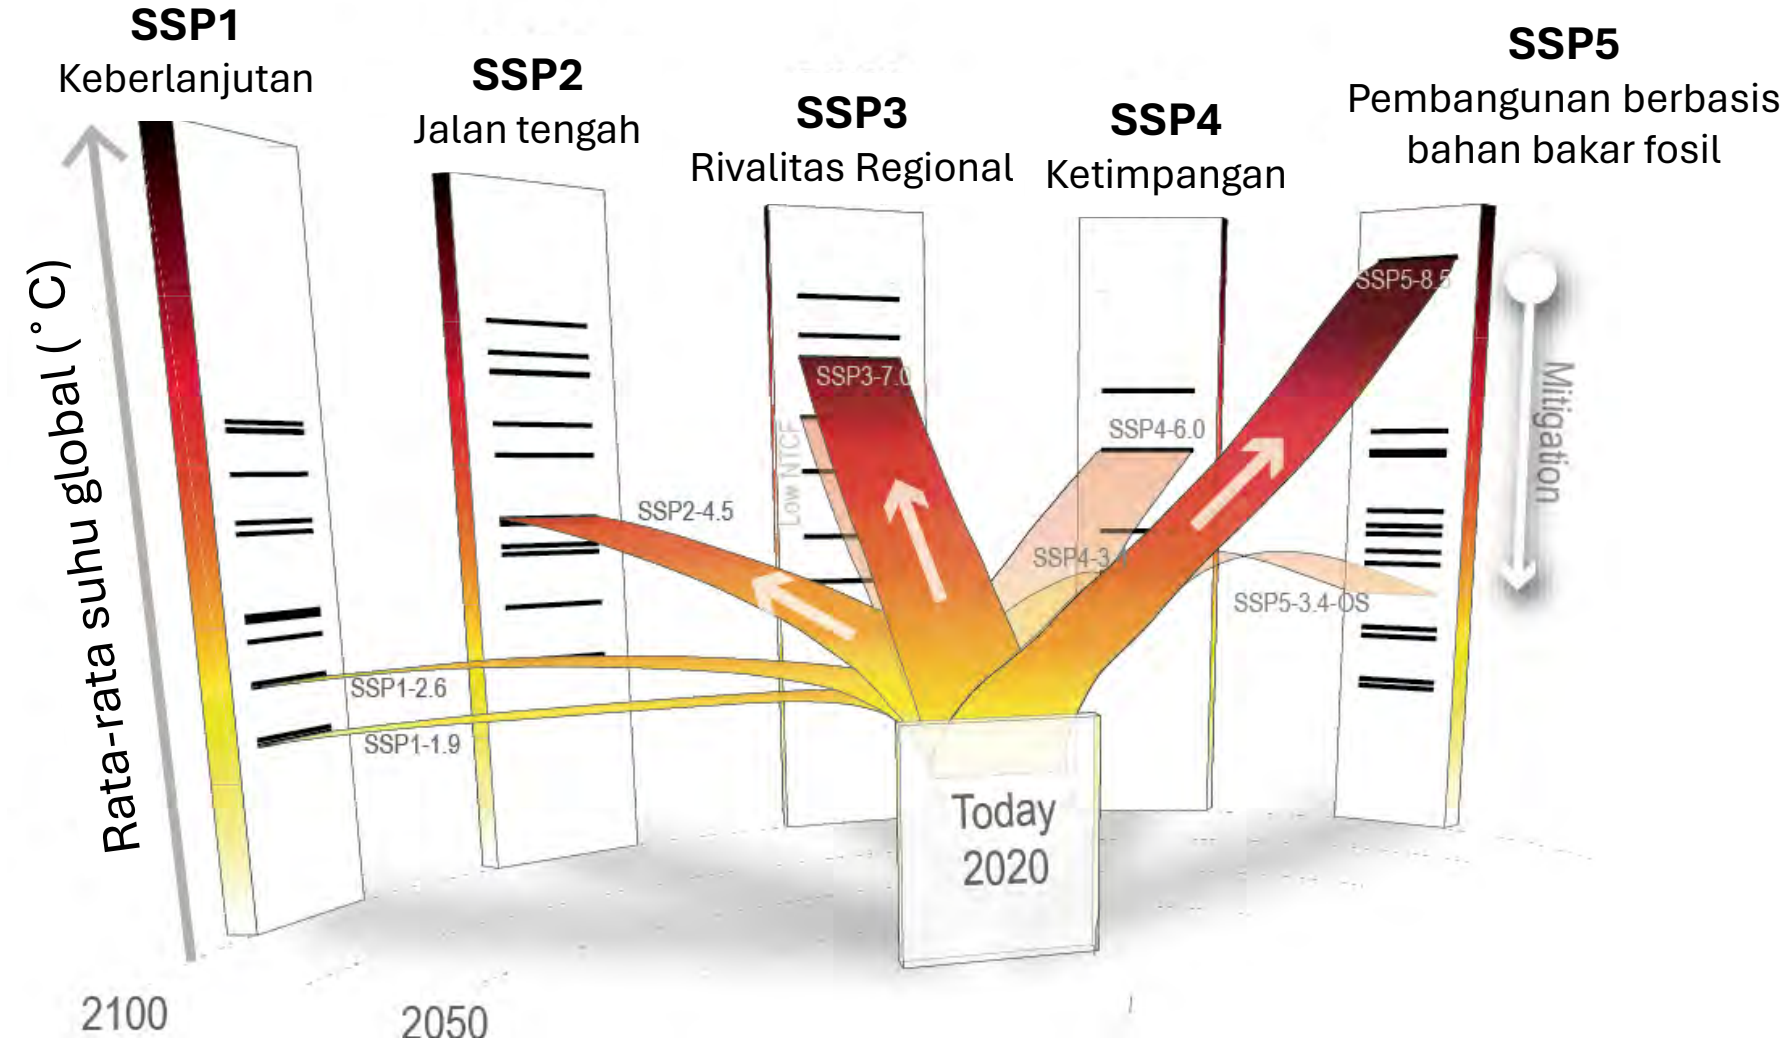 SSP1
Keberlanjutan
SSP2
Jalan tengah
SSP3
Rivalitas Regional
SSP4
Ketimpangan
SSP5
Pembangunan berbasis
bahan bakar fosil
Rata-rata suhu global (°C)
SSP5-8.5
SSP3-7.0
Low NTCF
SSP4-6.0
Mitigation
SSP2-4.5
SSP4-3.4
SSP5-3.4-OS
SSP1-2.6
SSP1-1.9
Today
2020
2100
2050